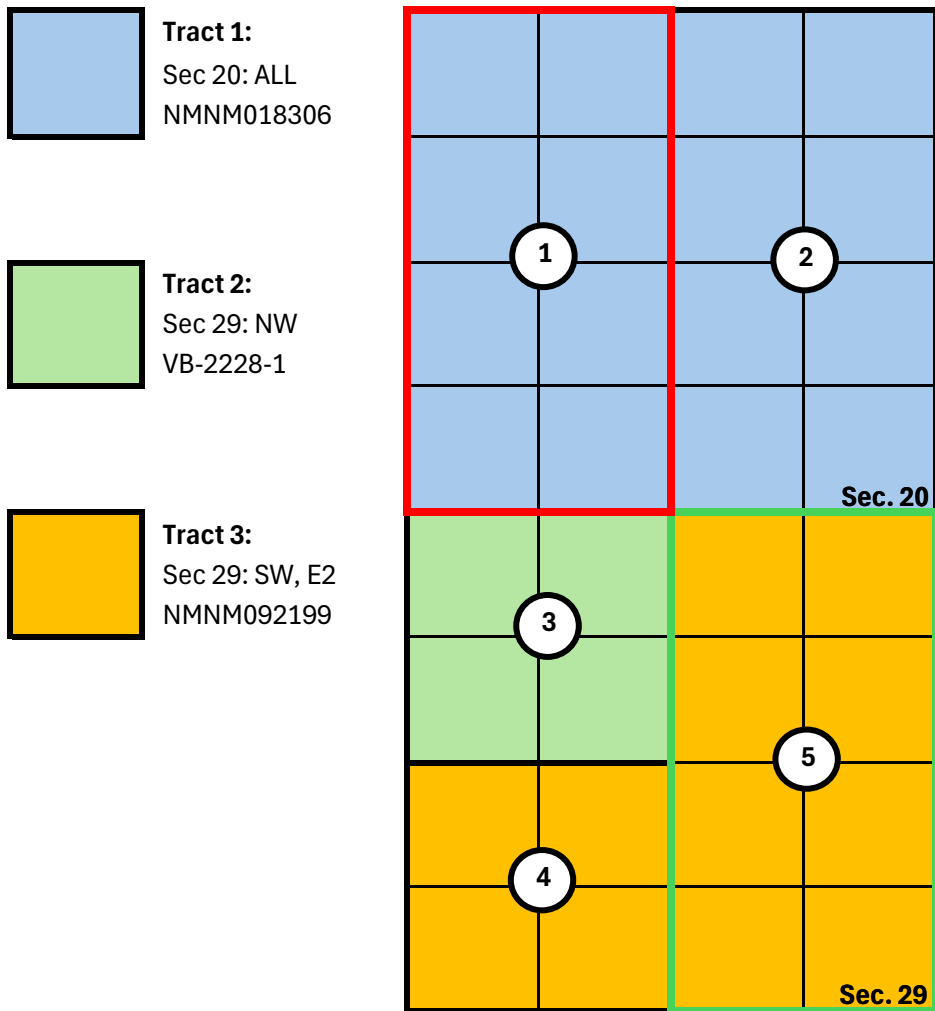 Tract 1:
Sec 20: ALL
NMNM018306
Tract 2:
Sec 29: NW
VB-2228-1
Tract 3:
Sec 29: SW, E2
NMNM092199
1
2
Sec. 20
3
5
4
Sec. 29